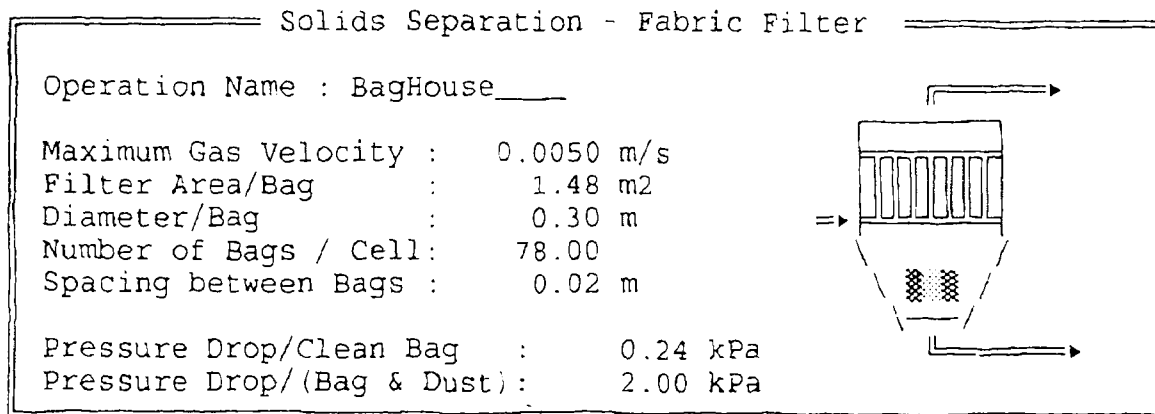 Solids Separation - Fabric Filter
Operation Name : BagHouse____
Maximum Gas Velocity : 0.0050 m/s
Filter Area/Bag : 1.48 m2
Diameter/Bag : 0.30 m
Number of Bags / Cell: 78.00
Spacing between Bags : 0.02 m
Pressure Drop/Clean Bag : 0.24 kPa
Pressure Drop/(Bag & Dust): 2.00 kPa